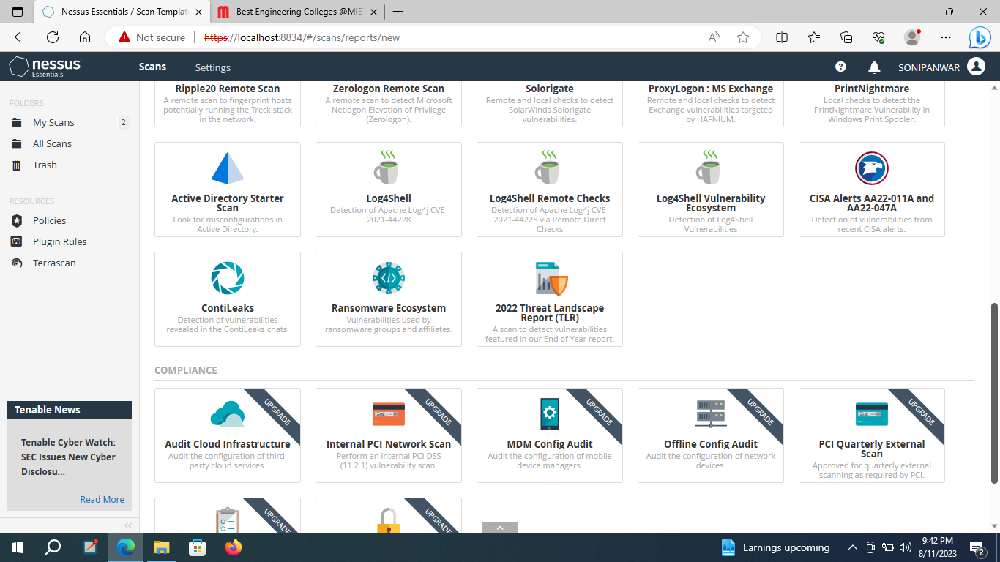 Nessus Essentials / Scan Templat
Best Engineering Colleges @MIE
Not secure
https://localhost:8834/#/scans/reports/new
nessus
Essentials
Scans
Settings
SONIPANWAR
FOLDERS
My Scans
2
All Scans
Trash
RESOURCES
Policies
Plugin Rules
Terrascan
Tenable News
Tenable Cyber Watch:
SEC Issues New Cyber
Disclosu...
Read More
Ripple20 Remote Scan
A remote scan to fingerprint hosts
potentially running the Treck stack
in the network.
Zerologon Remote Scan
A remote scan to detect Microsoft
Netlogon Elevation of Privilege
(Zerologon).
Solorigate
Remote and local checks to detect
SolarWinds Solorigate
vulnerabilities.
ProxyLogon : MS Exchange
Remote and local checks to detect
Exchange vulnerabilities targeted
by HAFNIUM.
PrintNightmare
Local checks to detect the
PrintNightmare Vulnerability in
Windows Print Spooler.
Active Directory Starter
Scan
Look for misconfigurations in
Active Directory.
Log4Shell
Detection of Apache Log4j CVE-
2021-44228
Log4Shell Remote Checks
Detection of Apache Log4j CVE-
2021-44228 via Remote Direct
Checks
Log4Shell Vulnerability
Ecosystem
Detection of Log4Shell
Vulnerabilities
CISA Alerts AA22-011A and
AA22-047A
Detection of vulnerabilities from
recent CISA alerts.
ContiLeaks
Detection of vulnerabilities
revealed in the ContiLeaks chats.
Ransomware Ecosystem
Vulnerabilities used by
ransomware groups and affiliates.
2022 Threat Landscape
Report (TLR)
A scan to detect vulnerabilities
featured in our End of Year report.
COMPLIANCE
UPGRADE
Audit Cloud Infrastructure
Audit the configuration of third-
party cloud services.
UPGRADE
Internal PCI Network Scan
Perform an internal PCI DSS
(11.2.1) vulnerability scan.
UPGRADE
MDM Config Audit
Audit the configuration of mobile
device managers.
UPGRADE
Offline Config Audit
Audit the configuration of network
devices.
UPGRADE
PCI Quarterly External
Scan
Approved for quarterly external
scanning as required by PCI.
UPGRADE
UPGRADE
Earnings upcoming
9:42 PM
8/11/2023
2